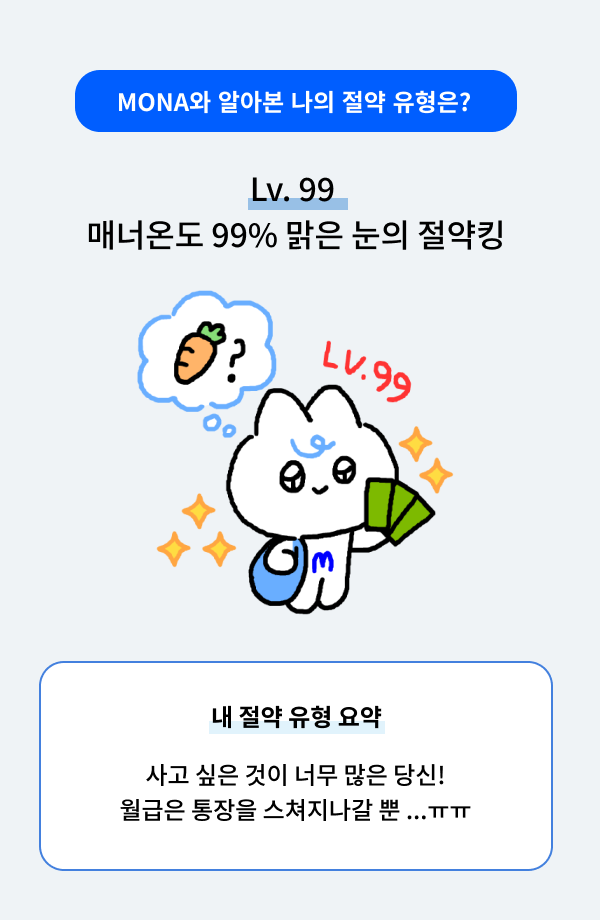 MONA와 알아본 나의 절약 유형은?
Lv. 99
매너온도 99% 맑은 눈의 절약킹
?
LV.99
m
내 절약 유형 요약
사고 싶은 것이 너무 많은 당신!
월급은 통장을 스쳐지나갈 뿐 ...ㅠㅠ